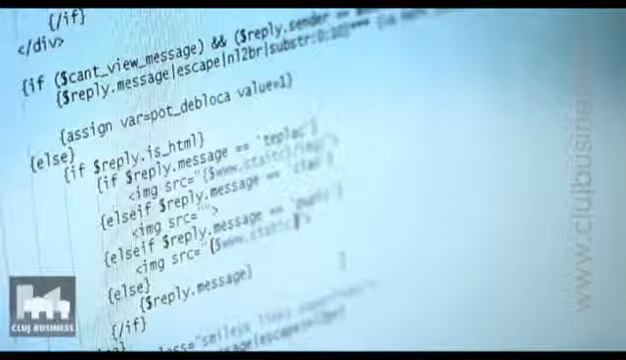 {/if}
</div>
{if ($cant_view_message) && ($reply.sender ==
{$reply.message|escape|nl2br|substr:0:10}
{assign var=pot_debloca value=1}
{else}
{if $reply.is_html}
{if $reply.message == 'teplac'}
<img src="{$www.static}
{elseif $reply.message ==
<img src="">
{elseif $reply.message ==
<img src="{$www.static}
{else}
{$reply.message}
{/if}
CLUJ BUSINESS
www.clujbusiness